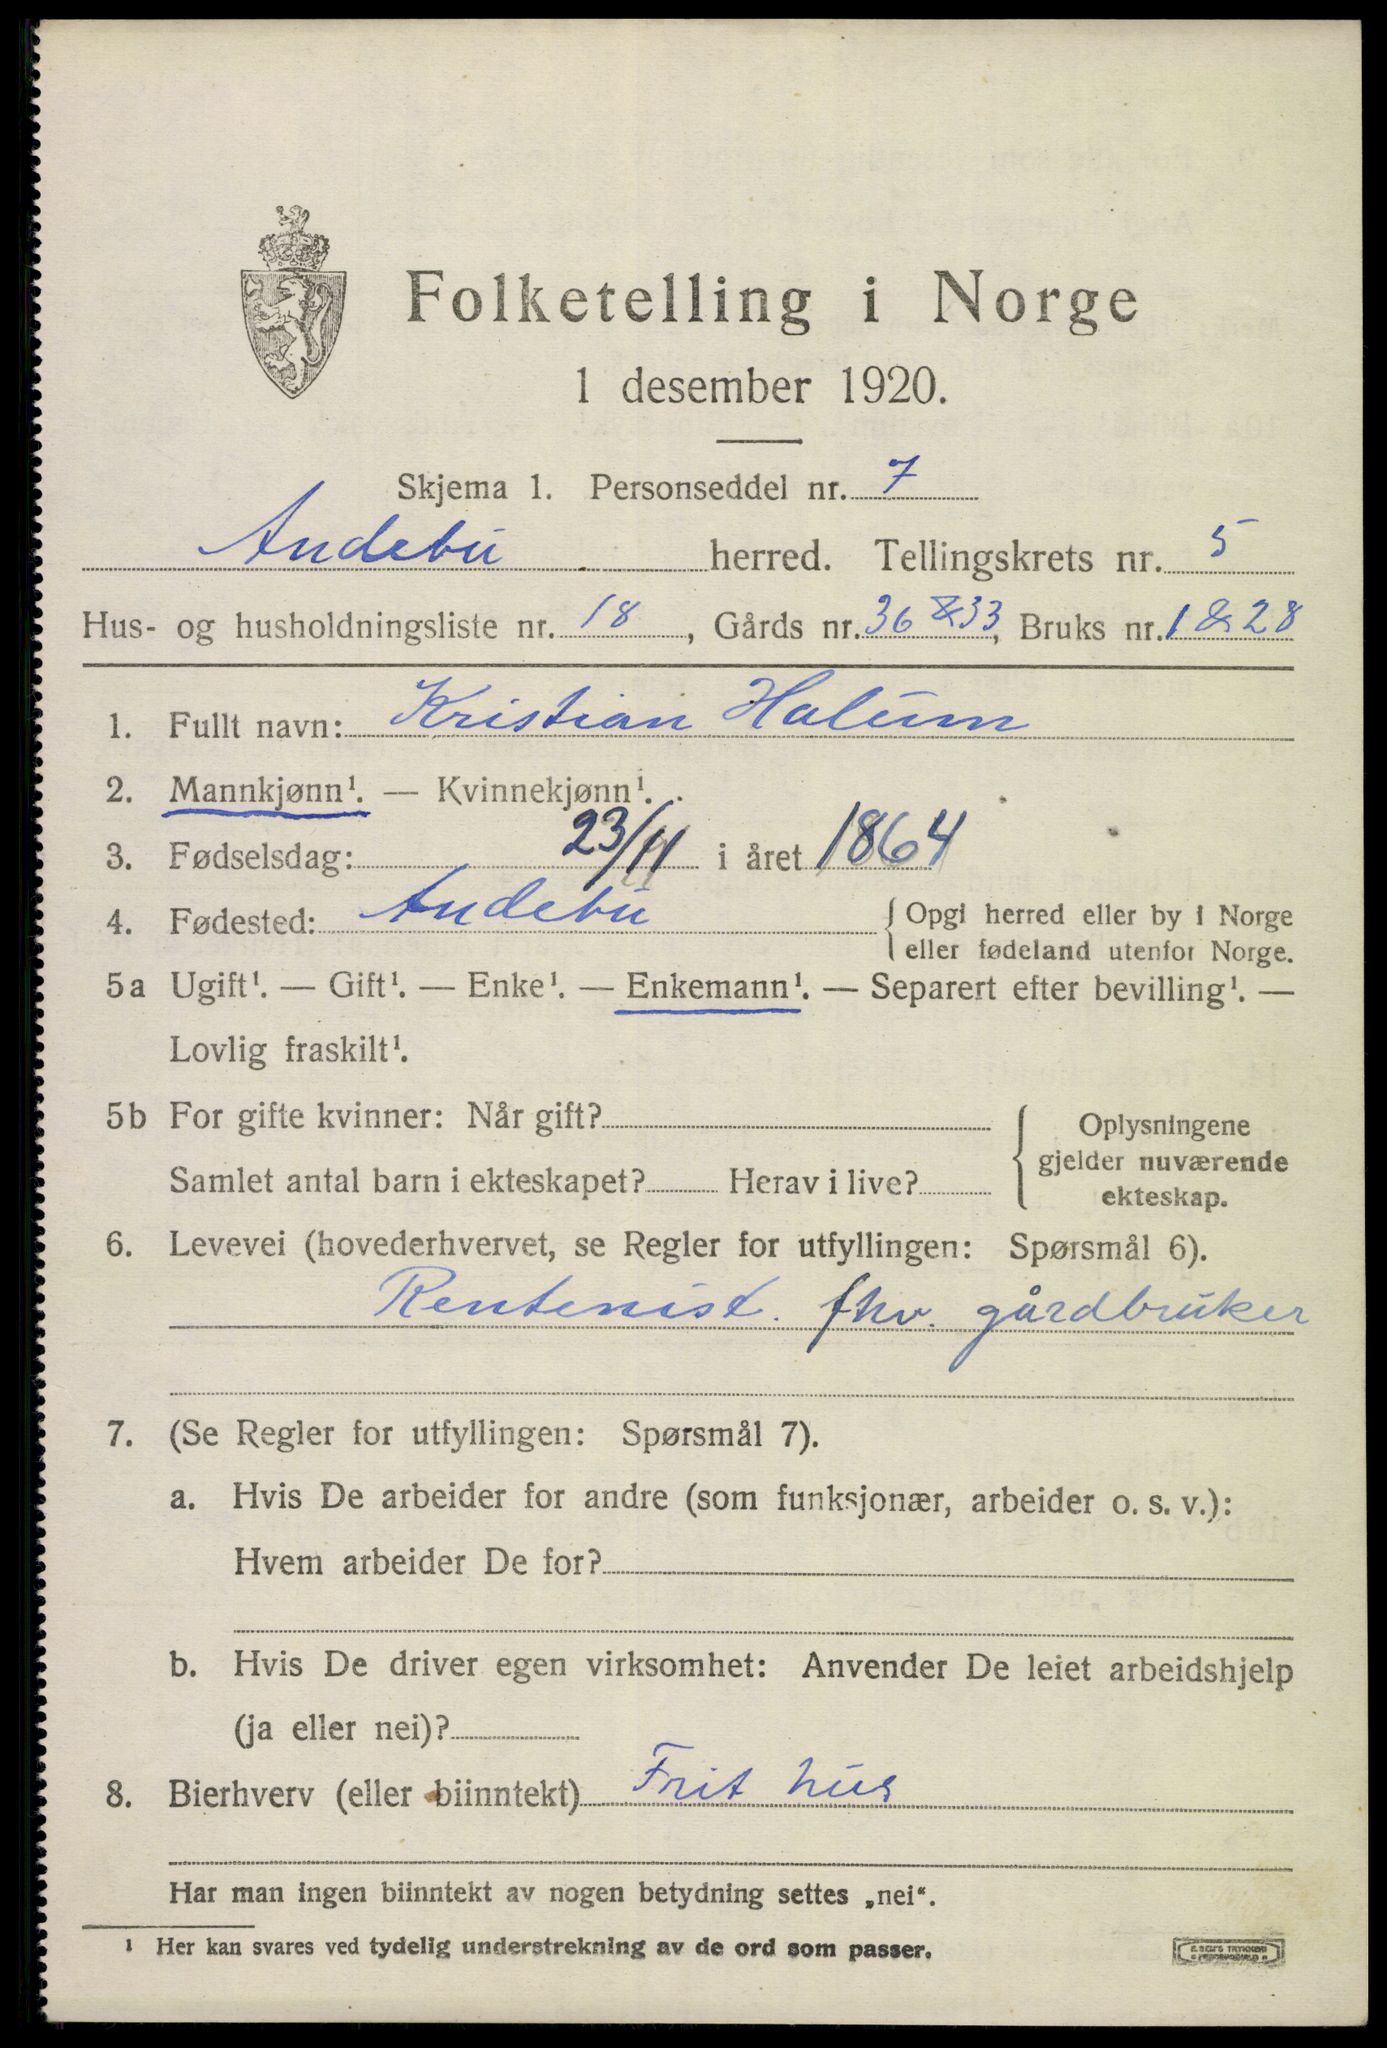 Folketelling i Norge
1 desember 1920.
Skjema 1. Personseddel nr. 7
Andebu herred. Tellingskrets nr. 5
Hus- og husholdningsliste nr. 18, Gårds nr. 36 & 33, Bruks nr. 1 & 28
1. Fullt navn: Kristian Halum
2. Mannkjønn¹. — Kvinnekjønn¹.
3. Fødselsdag: 23/11 i året 1864
4. Fødested: Andebu { Opgi herred eller by i Norge
eller fødeland utenfor Norge.
5a Ugift¹. — Gift¹. — Enke¹. — Enkemann¹. — Separert efter bevilling¹. —
Lovlig fraskilt¹.
5b For gifte kvinner: Når gift?
Samlet antal barn i ekteskapet? Herav i live?
{ Oplysningene
gjelder nuværende
ekteskap.
6. Levevei (hovederhvervet, se Regler for utfyllingen: Spørsmål 6).
Rentenist. fhv. gårdbruker
7. (Se Regler for utfyllingen: Spørsmål 7).
a. Hvis De arbeider for andre (som funksjonær, arbeider o. s. v.):
Hvem arbeider De for?
b. Hvis De driver egen virksomhet: Anvender De leiet arbeidshjelp
(ja eller nei)?
8. Bierhverv (eller biinntekt) Frit hus
Har man ingen biinntekt av nogen betydning settes „nei“.
¹ Her kan svares ved tydelig understrekning av de ord som passer.